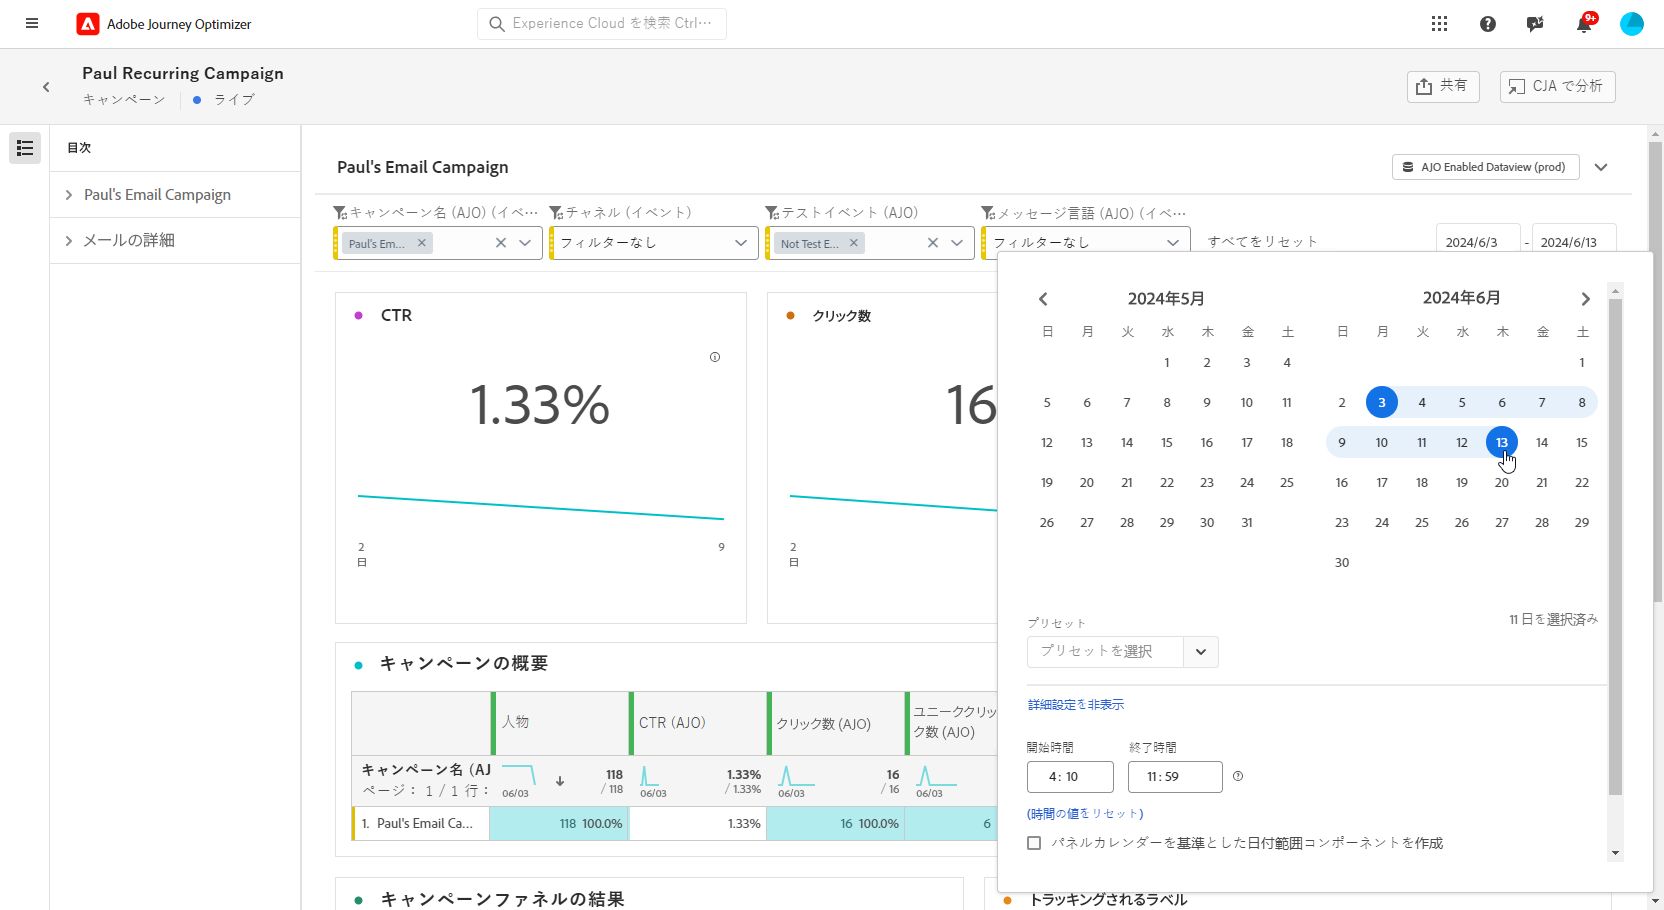 Adobe Journey Optimizer
Experience Cloud を検索 Ctrl…
9+
Paul Recurring Campaign
キャンペーン
ライブ
共有
CJA で分析
目次
Paul's Email Campaign
メールの詳細
Paul's Email Campaign
AJO Enabled Dataview (prod)
キャンペーン名 (AJO) (イベ…
チャネル (イベント)
テストイベント (AJO)
メッセージ言語 (AJO) (イベ…
Paul's Em...
フィルターなし
Not Test E...
フィルターなし
すべてをリセット
2024/6/3 - 2024/6/13
CTR
1.33%
2
日
9
クリック数
16
2
日
キャンペーンの概要
人物
CTR (AJO)
クリック数 (AJO)
ユニーククリッ
ク数 (AJO)
キャンペーン名 (AJ
ページ： 1 / 1 行：
06/03
118
/ 118
06/03
1.33%
/ 1.33%
06/03
16
/ 16
06/03
1. Paul's Email Ca...
118 100.0%
1.33%
16 100.0%
6
キャンペーンファネルの結果
トラッキングされるラベル
2024年5月
日 月 火 水 木 金 土
1 2 3 4
5 6 7 8 9 10 11
12 13 14 15 16 17 18
19 20 21 22 23 24 25
26 27 28 29 30 31
2024年6月
日 月 火 水 木 金 土
1
2 3 4 5 6 7 8
9 10 11 12 13 14 15
16 17 18 19 20 21 22
23 24 25 26 27 28 29
30
11 日を選択済み
プリセット
プリセットを選択
詳細設定を非表示
開始時間
終了時間
4: 10
11: 59
(時間の値をリセット)
パネルカレンダーを基準とした日付範囲コンポーネントを作成